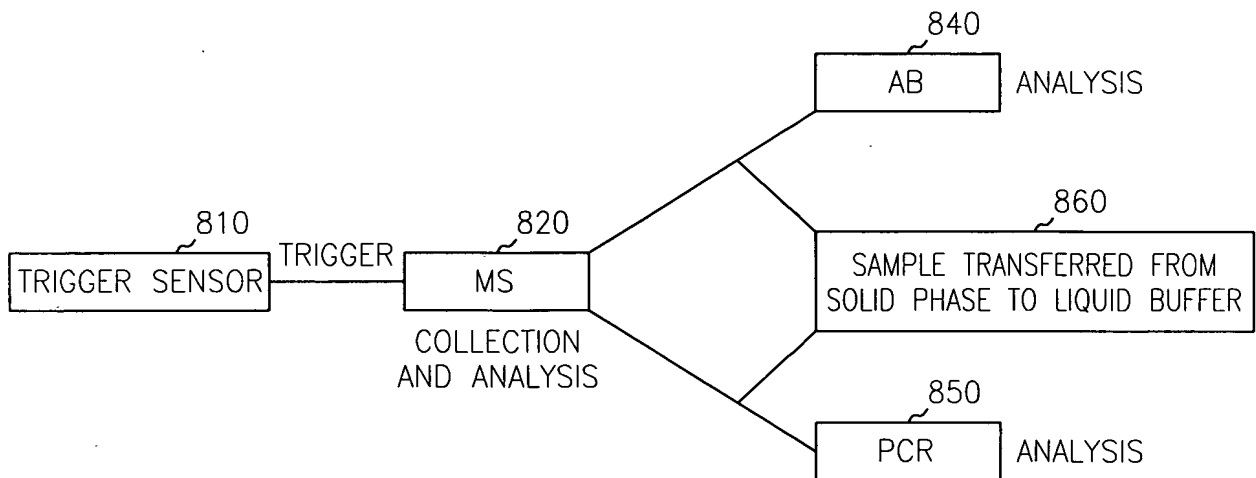 840
AB
ANALYSIS
810
TRIGGER SENSOR
TRIGGER
820
MS
COLLECTION
AND ANALYSIS
860
SAMPLE TRANSFERRED FROM
SOLID PHASE TO LIQUID BUFFER
850
PCR
ANALYSIS